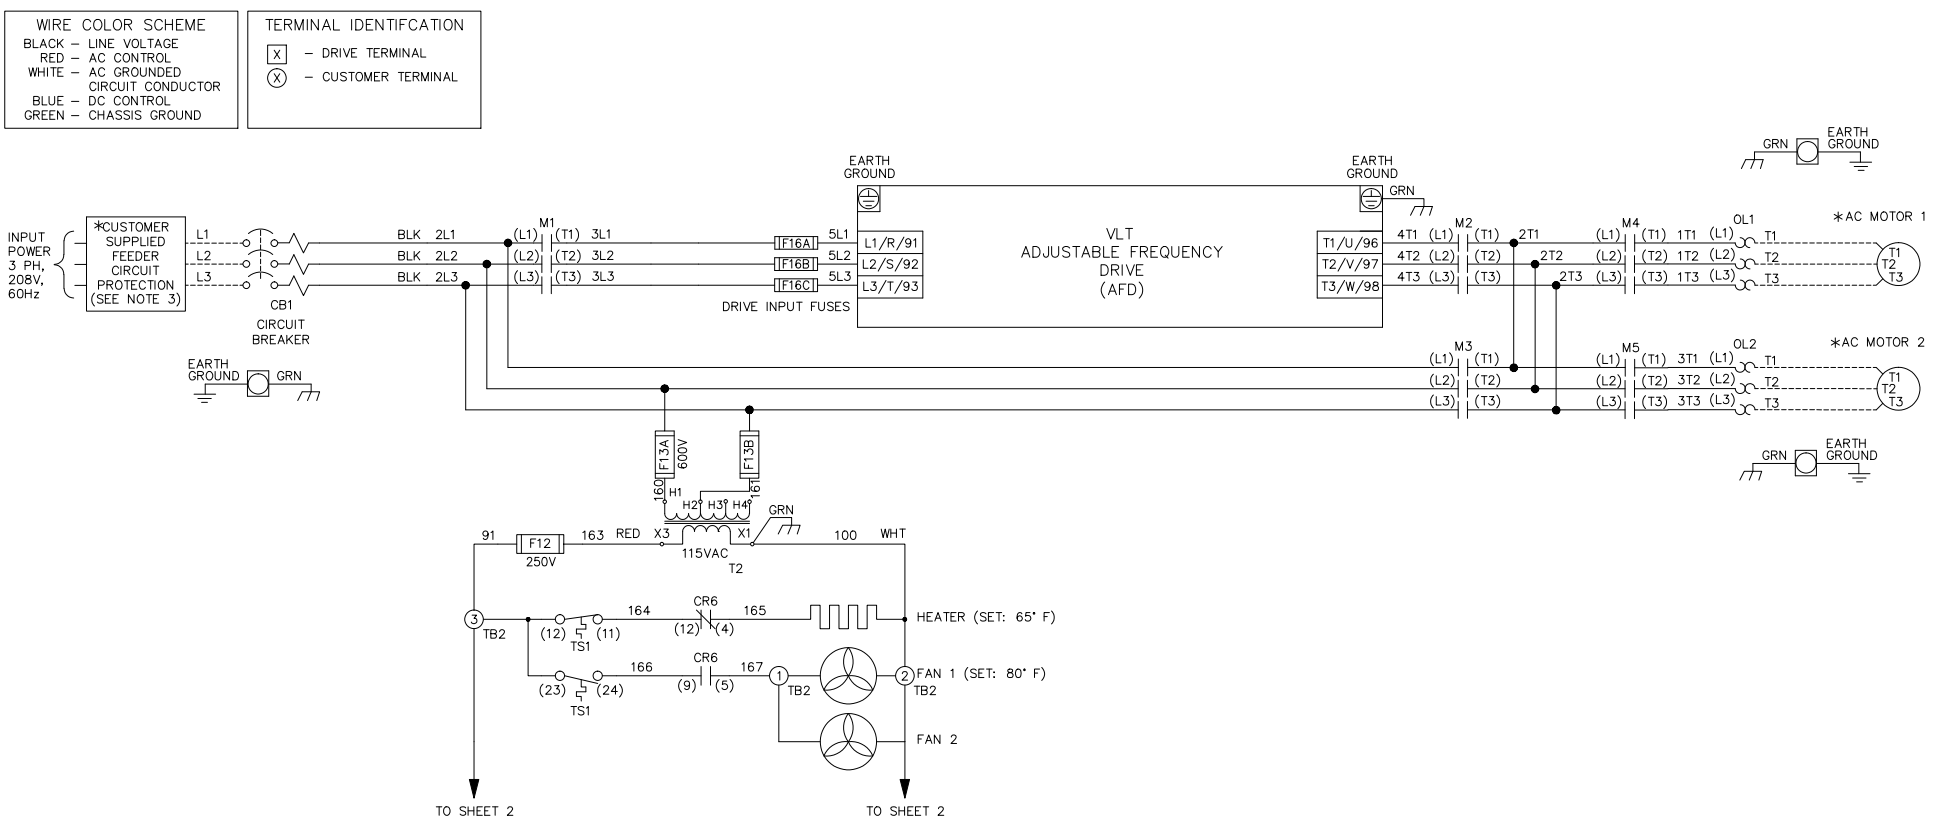 WIRE COLOR SCHEME
BLACK – LINE VOLTAGE
RED – AC CONTROL
WHITE – AC GROUNDED
CIRCUIT CONDUCTOR
BLUE – DC CONTROL
GREEN – CHASSIS GROUND
TERMINAL IDENTIFCATION
X – DRIVE TERMINAL
X – CUSTOMER TERMINAL
INPUT
POWER
3 PH,
208V,
60Hz
*CUSTOMER
SUPPLIED
FEEDER
CIRCUIT
PROTECTION
(SEE NOTE 3)
L1
L2
L3
CB1
CIRCUIT
BREAKER
EARTH
GROUND
GRN
BLK 2L1
BLK 2L2
BLK 2L3
M1
(L1) (T1) 3L1
(L2) (T2) 3L2
(L3) (T3) 3L3
F16A 5L1
F16B 5L2
F16C 5L3
DRIVE INPUT FUSES
EARTH
GROUND
L1/R/91
L2/S/92
L3/T/93
VLT
ADJUSTABLE FREQUENCY
DRIVE
(AFD)
EARTH
GROUND
GRN
T1/U/96
T2/V/97
T3/W/98
M2
4T1 (L1) (T1) 2T1
4T2 (L2) (T2) 2T2
4T3 (L3) (T3) 2T3
M4
(L1) (T1) 1T1 (L1)
(L2) (T2) 1T2 (L2)
(L3) (T3) 1T3 (L3)
OL1
T1
T2
T3
*AC MOTOR 1
T1
T2
T3
GRN
EARTH
GROUND
M3
(L1) (T1)
(L2) (T2)
(L3) (T3)
M5
(L1) (T1) 3T1 (L1)
(L2) (T2) 3T2 (L2)
(L3) (T3) 3T3 (L3)
OL2
T1
T2
T3
*AC MOTOR 2
T1
T2
T3
GRN
EARTH
GROUND
F13A
600V
F13B
160
161
H1
H2 H3 H4
GRN
91
F12
250V
163 RED X3
X1
115VAC
T2
100 WHT
3
TB2
(12) (11)
TS1
164
CR6
(12) (4)
165
HEATER (SET: 65° F)
(23) (24)
TS1
166
CR6
(9) (5)
167
1
TB2
2
TB2
FAN 1 (SET: 80° F)
FAN 2
TO SHEET 2
TO SHEET 2